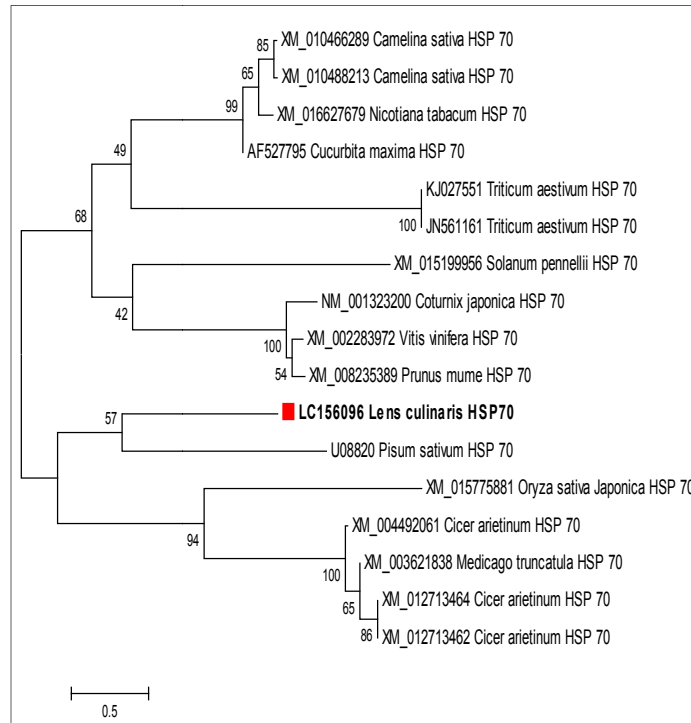 XM_010466289 Camelina sativa HSP 70
85
XM_010488213 Camelina sativa HSP 70
65
XM_016627679 Nicotiana tabacum HSP 70
99
AF527795 Cucurbita maxima HSP 70
49
KJ027551 Triticum aestivum HSP 70
68
100
JN561161 Triticum aestivum HSP 70
XM_015199956 Solanum pennellii HSP 70
42
NM_001323200 Coturnix japonica HSP 70
100
XM_002283972 Vitis vinifera HSP 70
54
XM_008235389 Prunus mume HSP 70
57
LC156096 Lens culinaris HSP70
U08820 Pisum sativum HSP 70
XM_015775881 Oryza sativa Japonica HSP 70
94
XM_004492061 Cicer arietinum HSP 70
100
XM_003621838 Medicago truncatula HSP 70
65
XM_012713464 Cicer arietinum HSP 70
86
XM_012713462 Cicer arietinum HSP 70
0.5